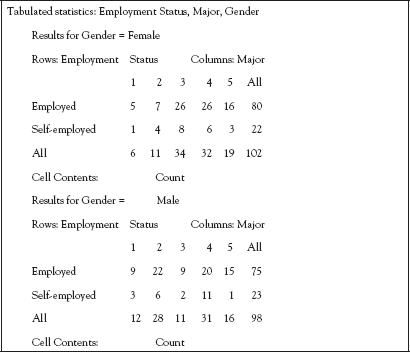 Tabulated statistics: Employment Status, Major, Gender
Results for Gender = Female
Rows: Employment Status Columns: Major
1 2 3 4 5 All
Employed 5 7 26 26 16 80
Self-employed 1 4 8 6 3 22
All 6 11 34 32 19 102
Cell Contents: Count
Results for Gender = Male
Rows: Employment Status Columns: Major
1 2 3 4 5 All
Employed 9 22 9 20 15 75
Self-employed 3 6 2 11 1 23
All 12 28 11 31 16 98
Cell Contents: Count